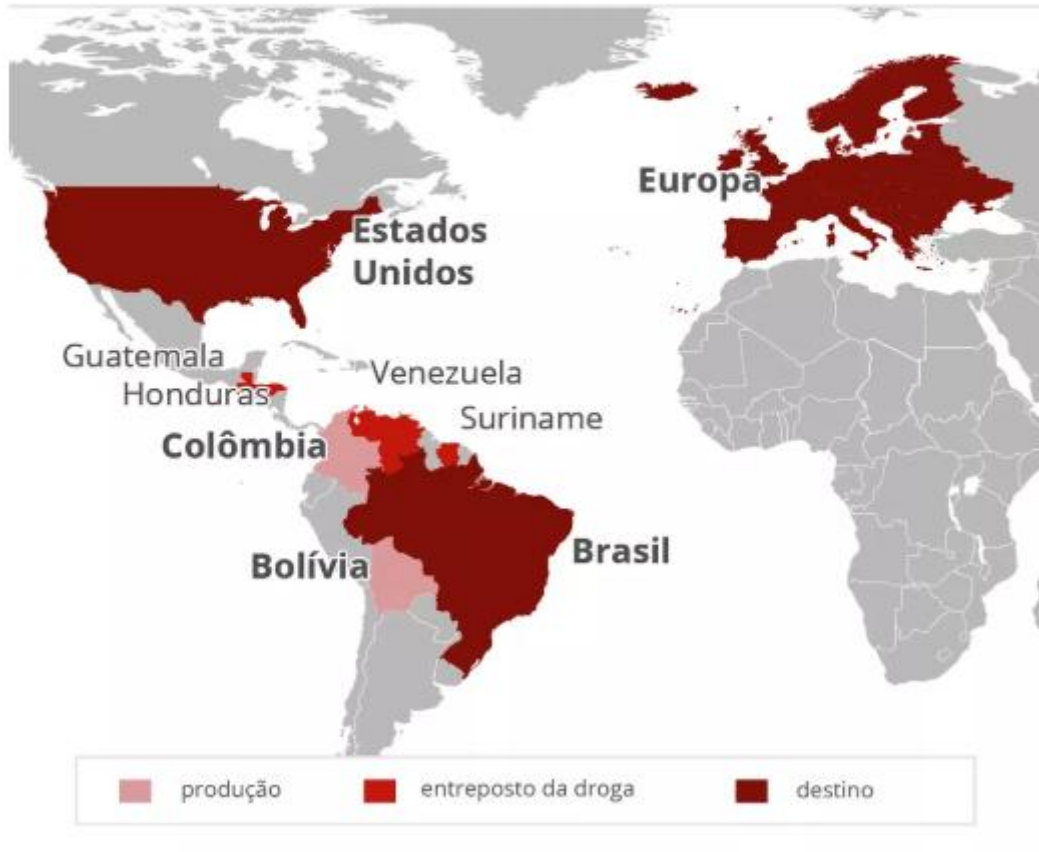 Europa
Estados
Unidos
Guatemala
Honduras
Venezuela
Suriname
Colômbia
Bolívia
Brasil
produção
entreposto da droga
destino